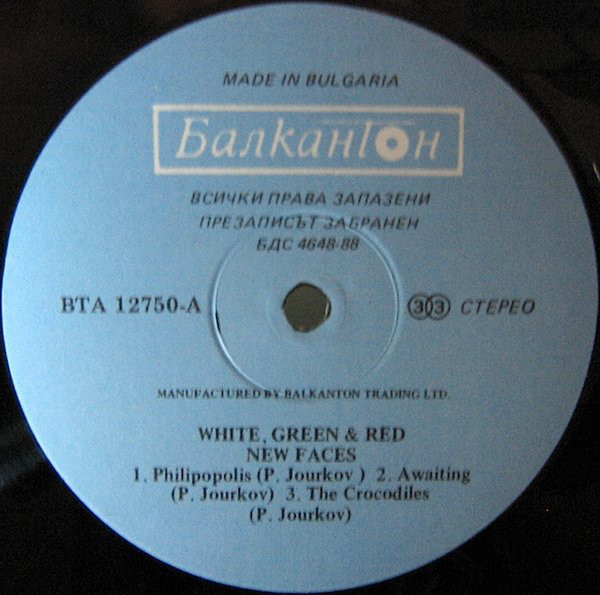 MADE IN BULGARIA
Балкантон
ВСИЧКИ ПРАВА ЗАПАЗЕНИ
ПРЕЗАПИСЪТ ЗАБРАНЕН
БДС 4648-88
ВТА 12750-A
33 СТЕРЕО
MANUFACTURED BY BALKANTON TRADING LTD.
WHITE, GREEN & RED
NEW FACES
1. Philipopolis (P. Jourkov ) 2. Awaiting
(P. Jourkov) 3. The Crocodiles
(P. Jourkov)